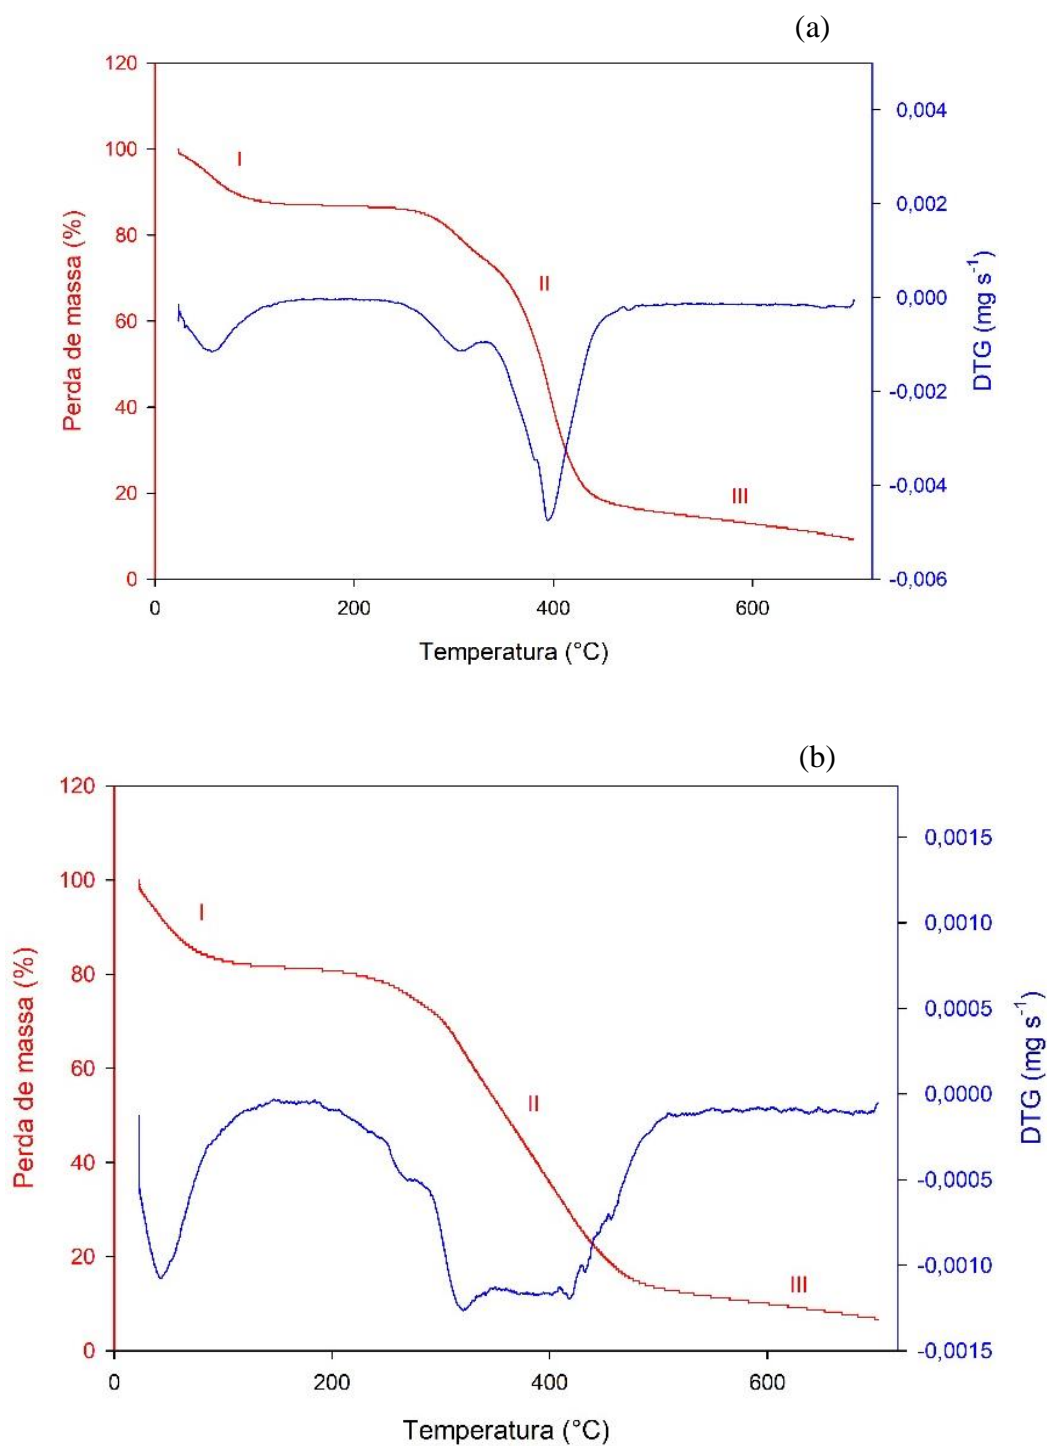 (a)
120
100
80
60
40
20
0
Perda de massa (%)
I
II
III
0,004
0,002
0,000
-0,002
-0,004
-0,006
DTG (mg s⁻¹)
0 200 400 600
Temperatura (°C)
(b)
120
100
80
60
40
20
0
Perda de massa (%)
I
II
III
0,0015
0,0010
0,0005
0,0000
-0,0005
-0,0010
-0,0015
DTG (mg s⁻¹)
0 200 400 600
Temperatura (°C)